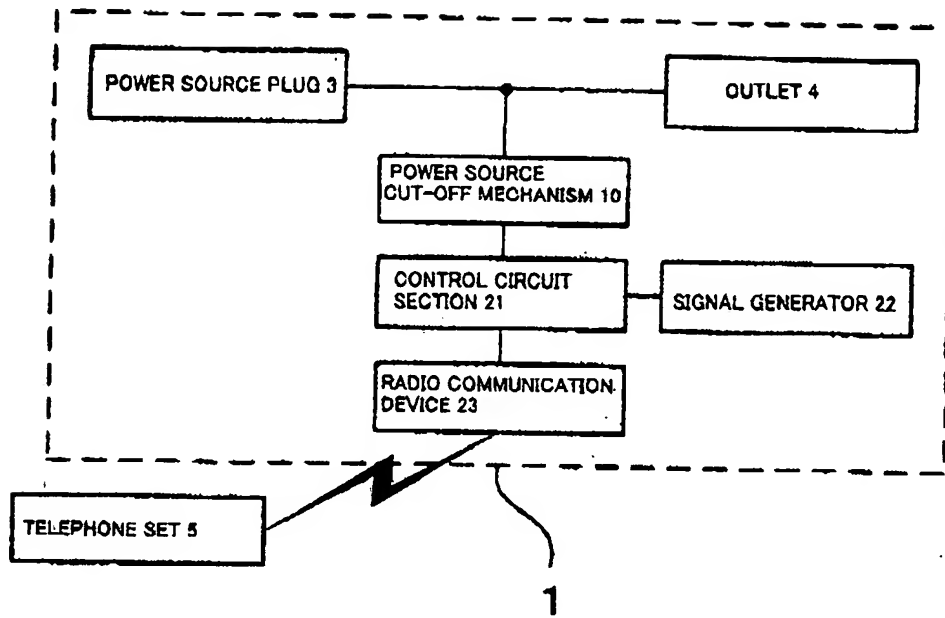 POWER SOURCE PLUG 3
OUTLET 4
POWER SOURCE
CUT-OFF MECHANISM 10
CONTROL CIRCUIT
SECTION 21
SIGNAL GENERATOR 22
RADIO COMMUNICATION
DEVICE 23
TELEPHONE SET 5
1